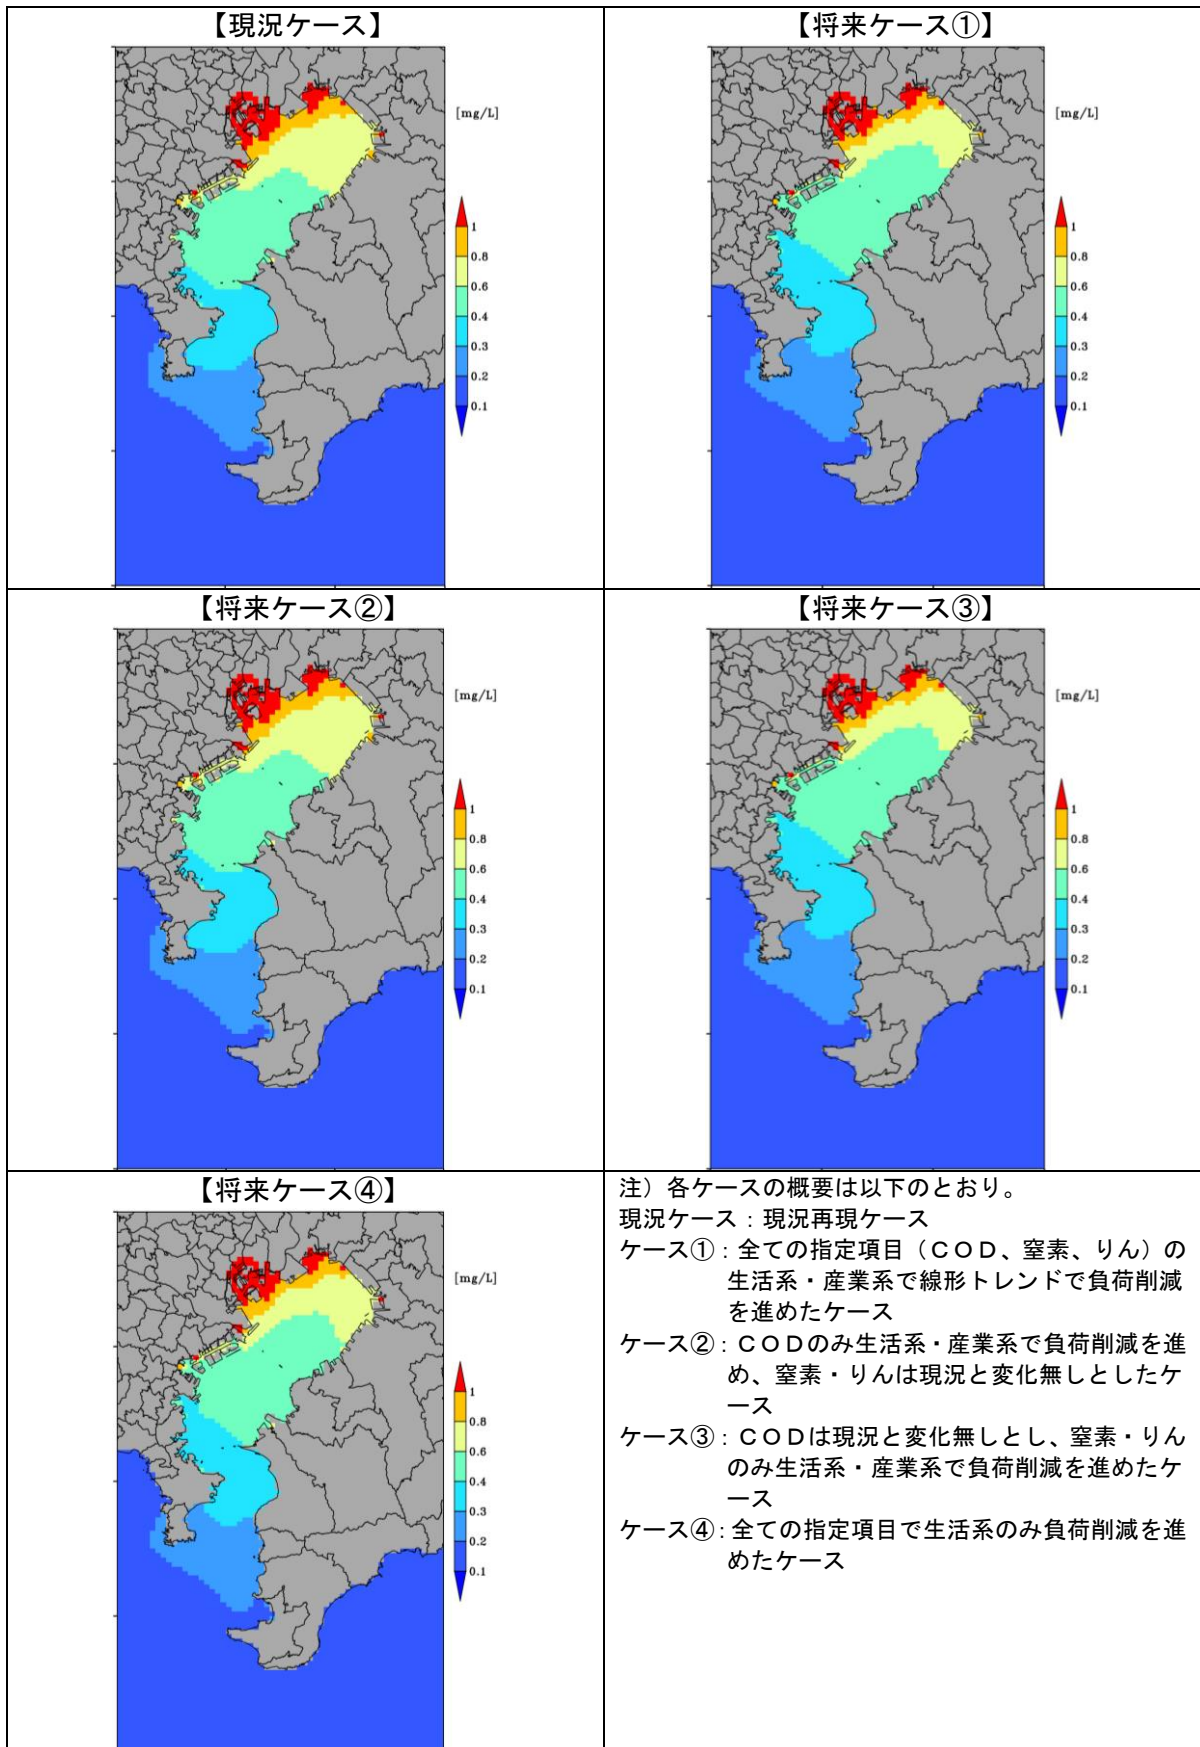 【現況ケース】
[mg/L]
1
0.8
0.6
0.4
0.3
0.2
0.1
【将来ケース①】
[mg/L]
1
0.8
0.6
0.4
0.3
0.2
0.1
【将来ケース②】
[mg/L]
1
0.8
0.6
0.4
0.3
0.2
0.1
【将来ケース③】
[mg/L]
1
0.8
0.6
0.4
0.3
0.2
0.1
【将来ケース④】
[mg/L]
1
0.8
0.6
0.4
0.3
0.2
0.1
注）各ケースの概要は以下のとおり。
現況ケース：現況再現ケース
ケース①：全ての指定項目（ＣＯＤ、窒素、りん）の
生活系・産業系で線形トレンドで負荷削減
を進めたケース
ケース②：ＣＯＤのみ生活系・産業系で負荷削減を進
め、窒素・りんは現況と変化無しとしたケ
ース
ケース③：ＣＯＤは現況と変化無しとし、窒素・りん
のみ生活系・産業系で負荷削減を進めたケ
ース
ケース④：全ての指定項目で生活系のみ負荷削減を進
めたケース